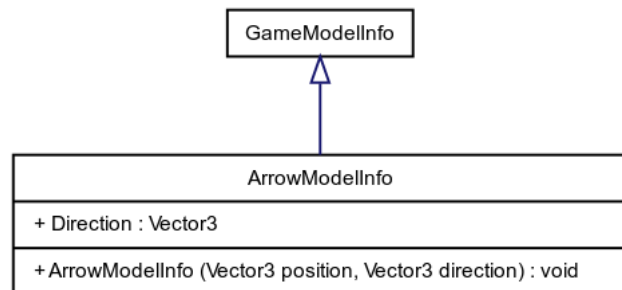 GameModelInfo
ArrowModelInfo
+ Direction : Vector3
+ ArrowModelInfo (Vector3 position, Vector3 direction) : void